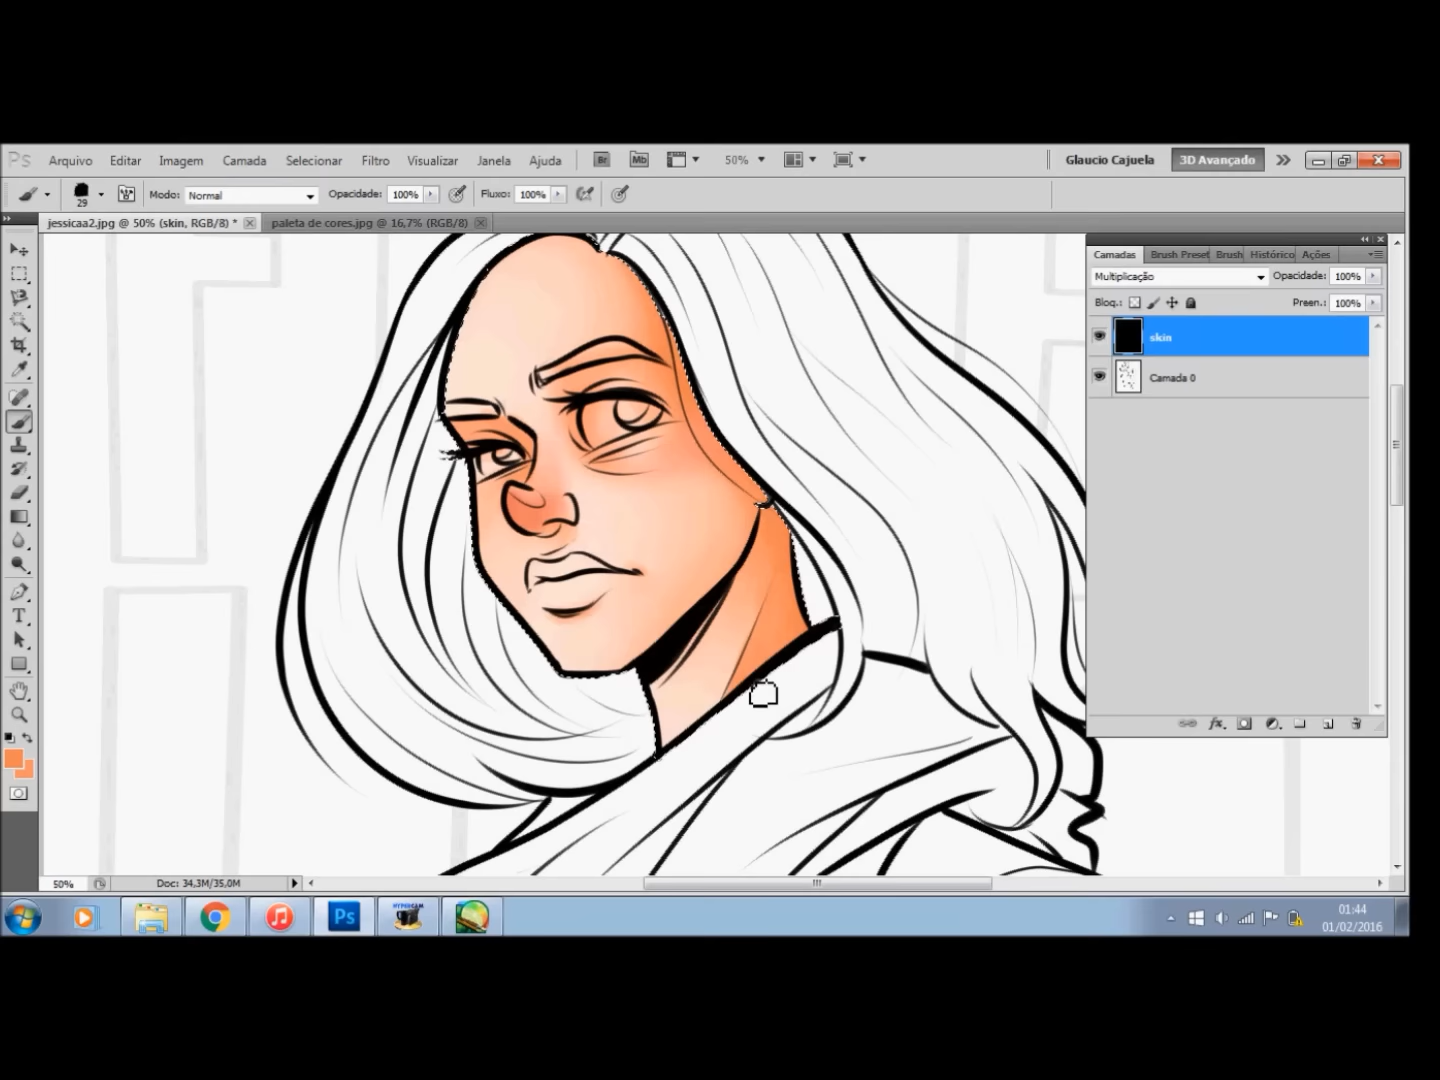 Ps Arquivo Editar Imagem Camada Selecionar Filtro Visualizar Janela Ajuda Br Mb 50% Glaucio Cajuela 3D Avançado
29 Modo: Normal Opacidade: 100% Fluxo: 100%
jessicaa2.jpg @ 50% (skin, RGB/8) * paleta de cores.jpg @ 16,7% (RGB/8)
Camadas Brush Preset Brush Histórico Ações
Multiplicação Opacidade: 100%
Bloq.: Preen.: 100%
skin
Camada 0
T
fx
50% Doc: 34,3M/35,0M
Ps HYPERCAM 01:44
01/02/2016